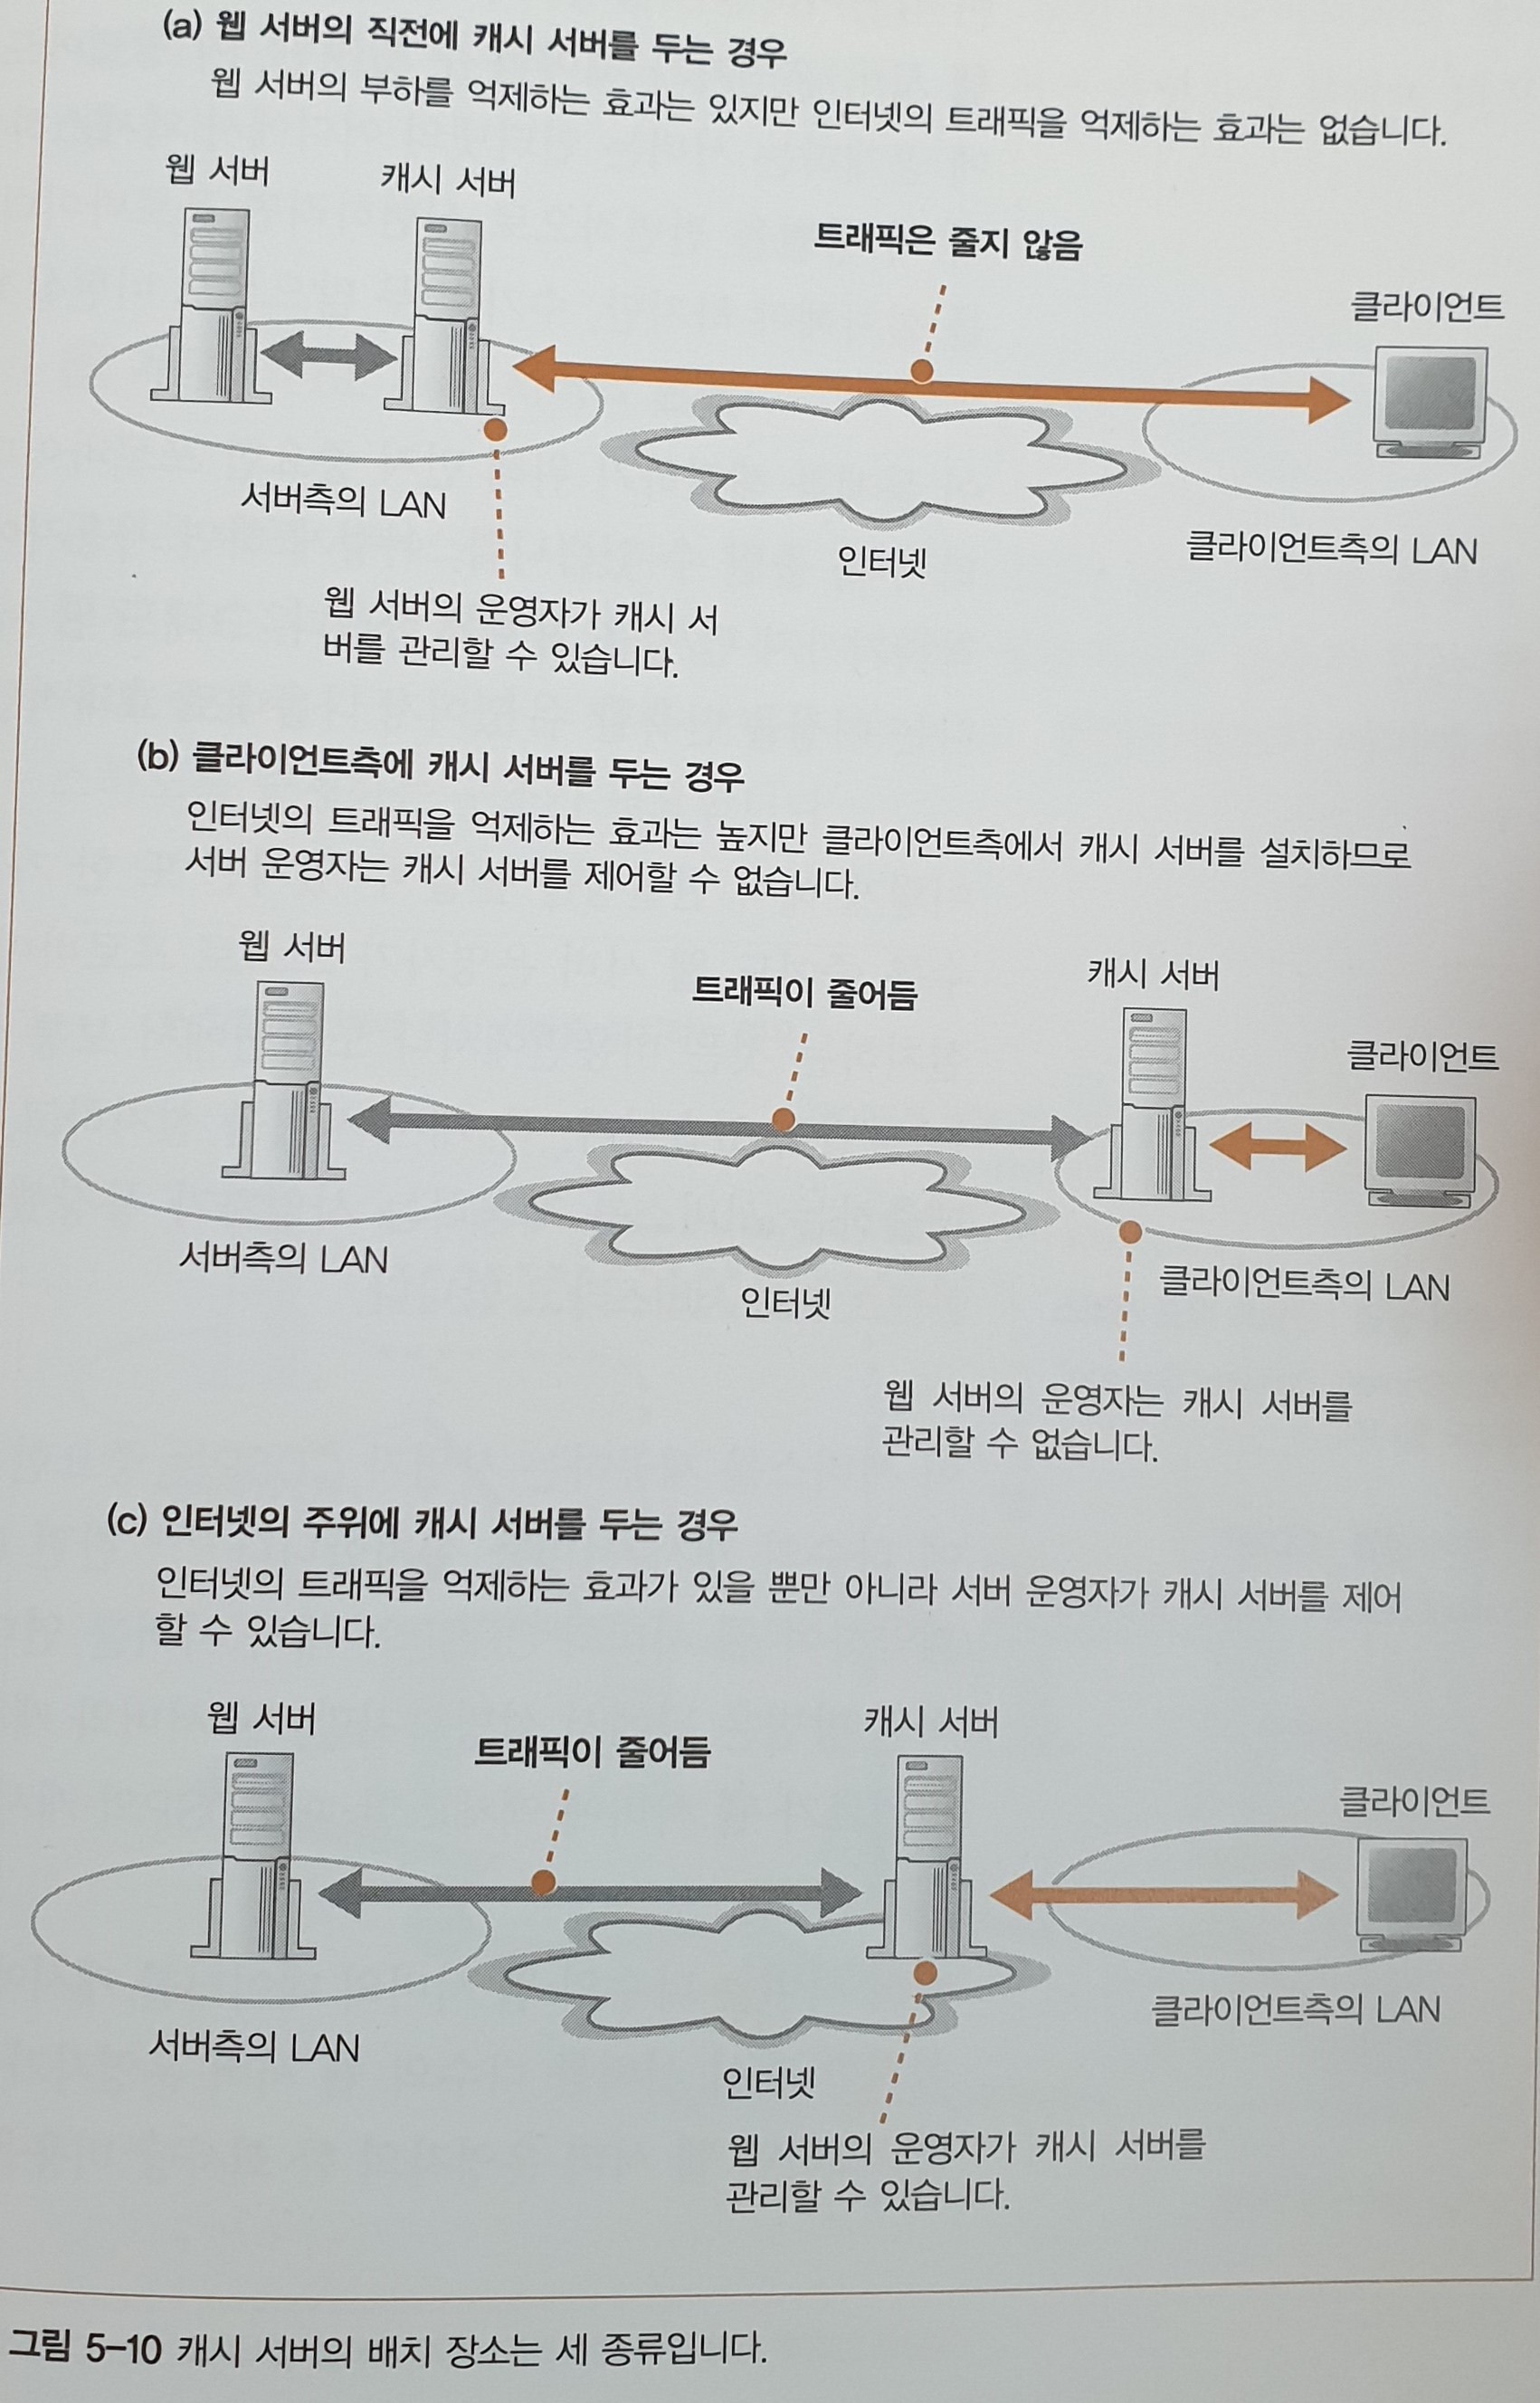 (a) 웹 서버의 직전에 캐시 서버를 두는 경우
웹 서버의 부하를 억제하는 효과는 있지만 인터넷의 트래픽을 억제하는 효과는 없습니다.
웹 서버
캐시 서버
트래픽은 줄지 않음
클라이언트
서버측의 LAN
인터넷
클라이언트측의 LAN
웹 서버의 운영자가 캐시 서
버를 관리할 수 있습니다.
(b) 클라이언트측에 캐시 서버를 두는 경우
인터넷의 트래픽을 억제하는 효과는 높지만 클라이언트측에서 캐시 서버를 설치하므로
서버 운영자는 캐시 서버를 제어할 수 없습니다.
웹 서버
트래픽이 줄어듬
캐시 서버
클라이언트
서버측의 LAN
인터넷
클라이언트측의 LAN
웹 서버의 운영자는 캐시 서버를
관리할 수 없습니다.
(c) 인터넷의 주위에 캐시 서버를 두는 경우
인터넷의 트래픽을 억제하는 효과가 있을 뿐만 아니라 서버 운영자가 캐시 서버를 제어
할 수 있습니다.
웹 서버
트래픽이 줄어듬
캐시 서버
클라이언트
서버측의 LAN
인터넷
클라이언트측의 LAN
웹 서버의 운영자가 캐시 서버를
관리할 수 있습니다.
그림 5-10 캐시 서버의 배치 장소는 세 종류입니다.